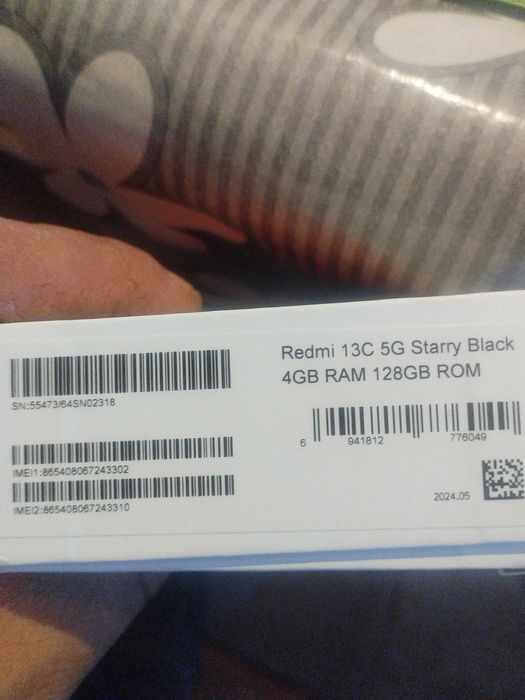 Redmi 13C 5G Starry Black
4GB RAM 128GB ROM
SN:55473/64SN02318
6 941812 776049
IMEI1:865408067243302
IMEI2:865408067243310
2024.05